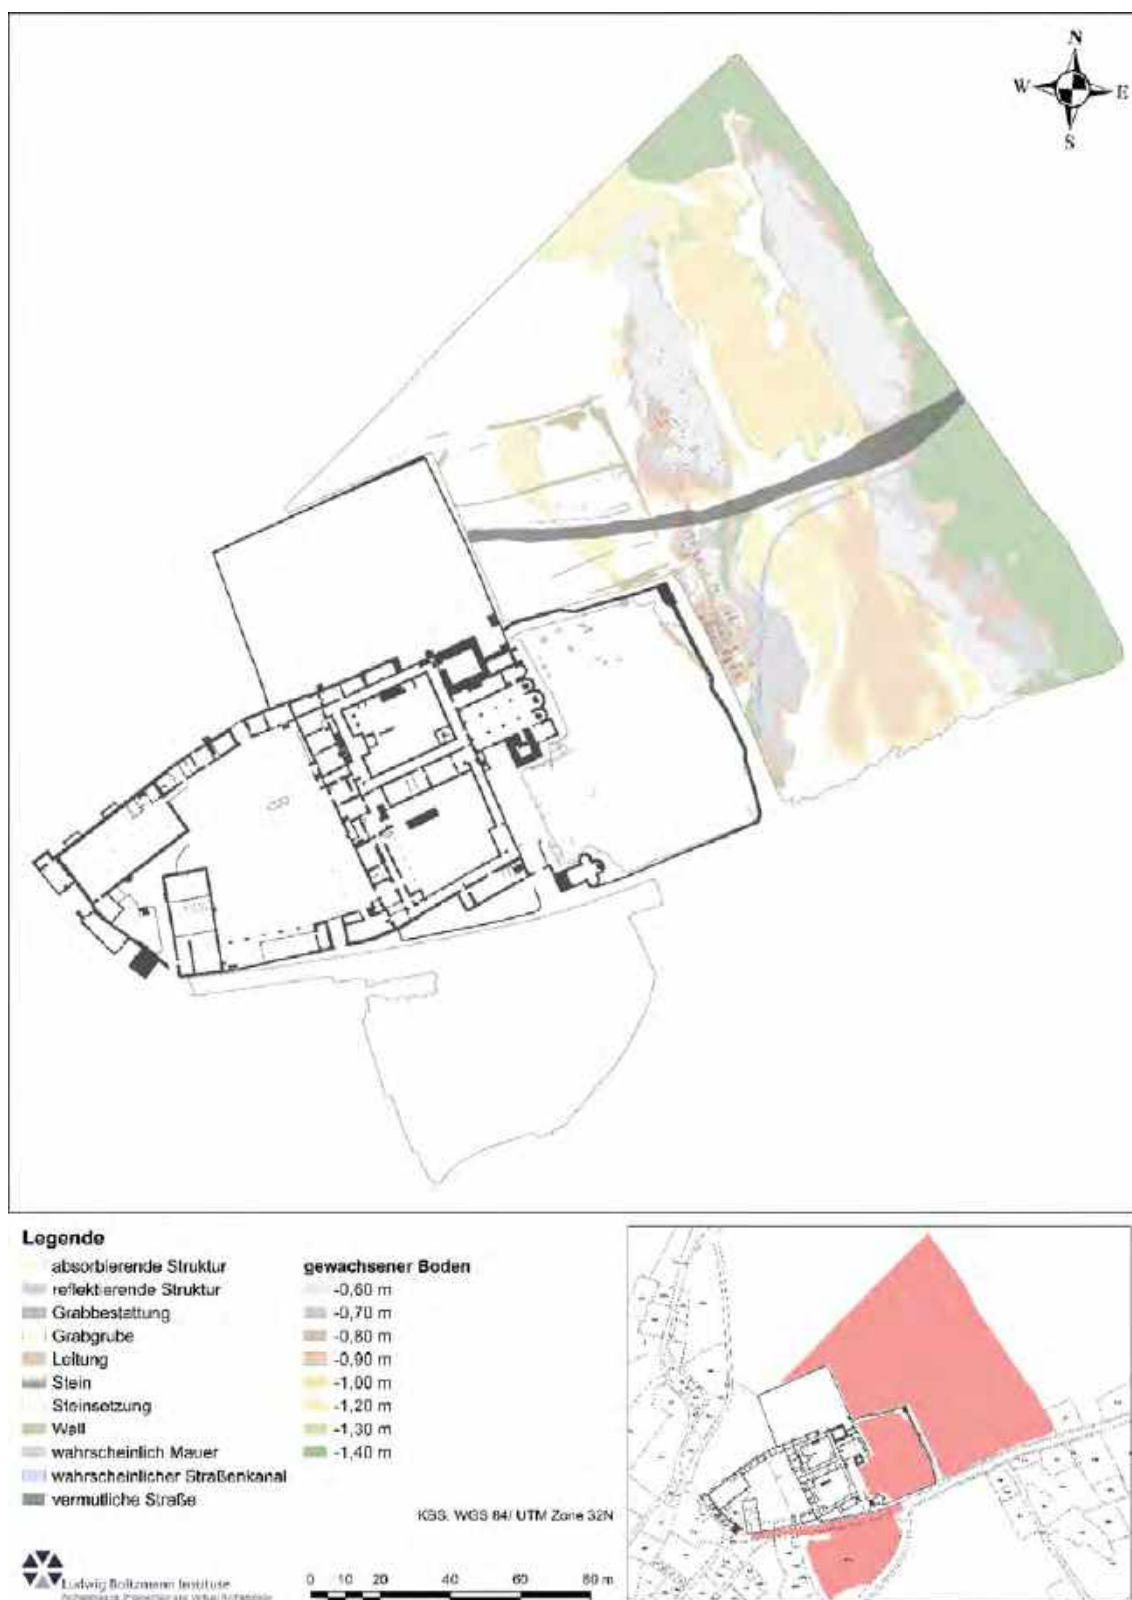 N
W E
S
Legende
absorbierende Struktur
reflektierende Struktur
Grabbestattung
Grabgrube
Leitung
Stein
Steinsetzung
Wall
wahrscheinlich Mauer
wahrscheinlicher Straßenkanal
vermutliche Straße
gewachsener Boden
-0,60 m
-0,70 m
-0,80 m
-0,90 m
-1,00 m
-1,20 m
-1,30 m
-1,40 m
KBS: WGS 84/ UTM Zone 32N
Ludwig Boltzmann Institute
0 10 20 40 60 80 m